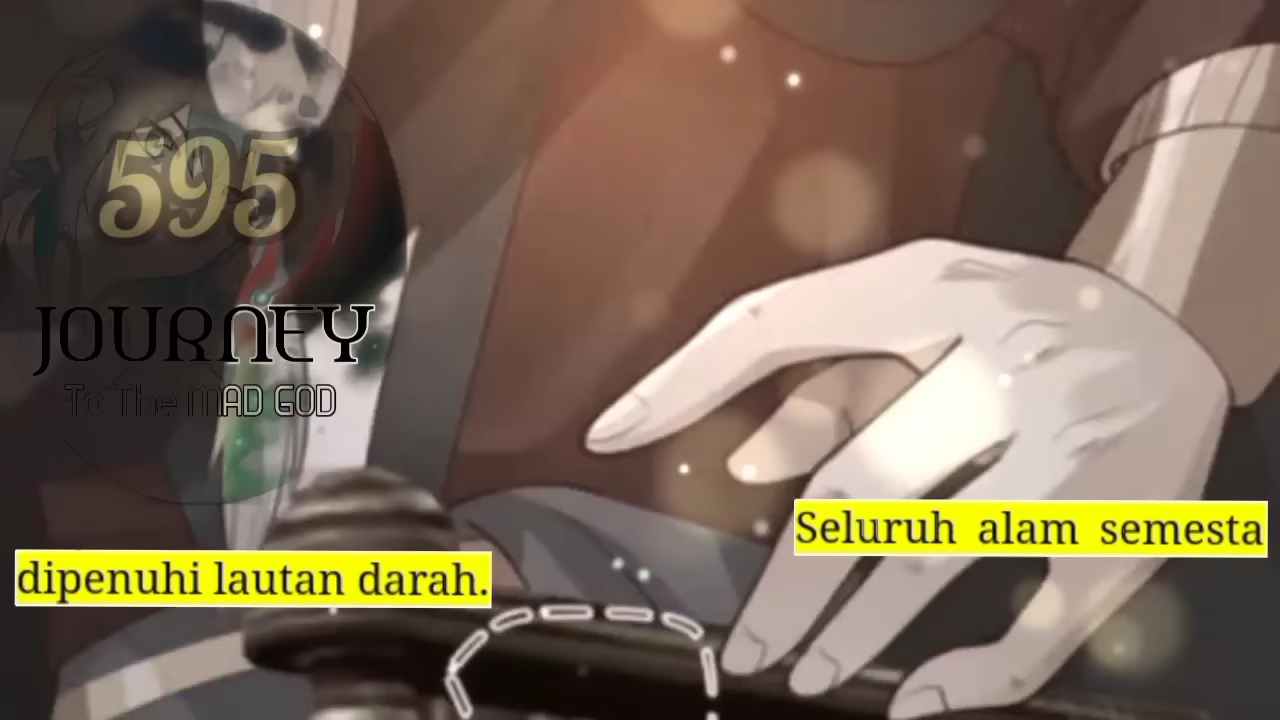 595
JOURNEY
To The MAD GOD
Seluruh alam semesta
dipenuhi lautan darah.